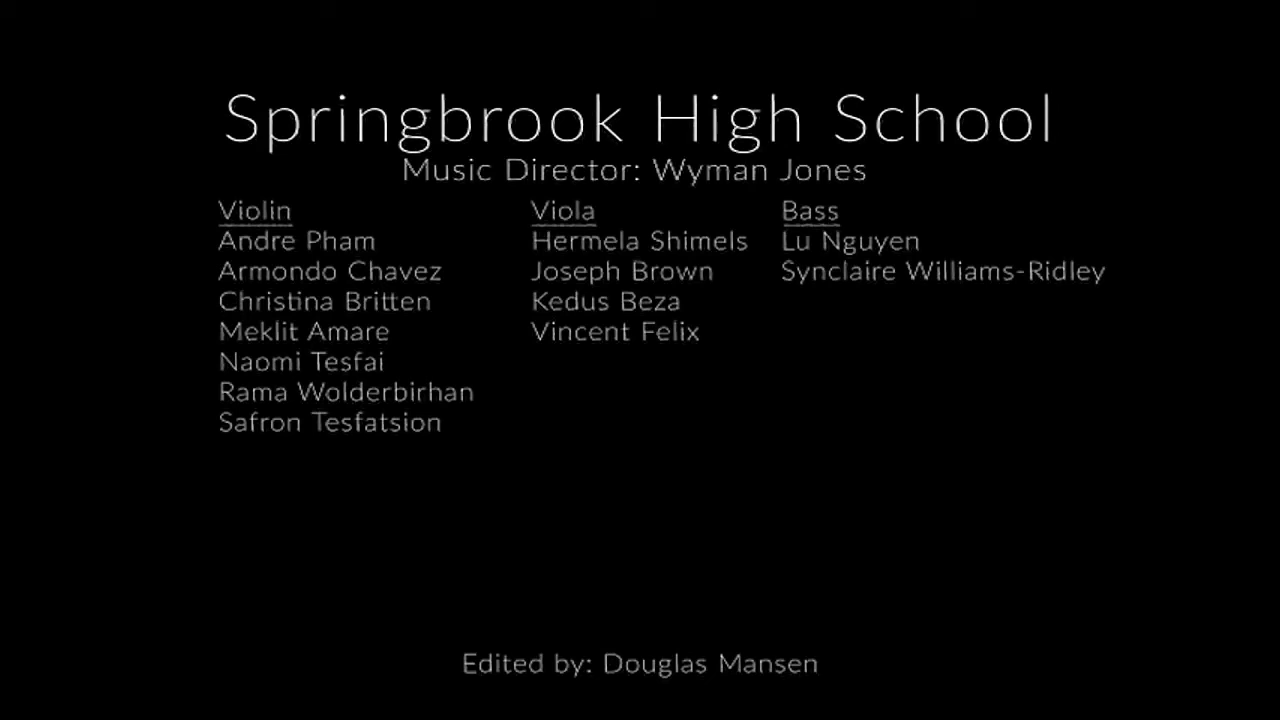 Springbrook High School
Music Director: Wyman Jones
Violin
Andre Pham
Armondo Chavez
Christina Britten
Meklit Amare
Naomi Tesfai
Rama Wolderbirhan
Safron Tesfatsion
Viola
Hermela Shimels
Joseph Brown
Kedus Beza
Vincent Felix
Bass
Lu Nguyen
Synclaire Williams-Ridley
Edited by: Douglas Mansen